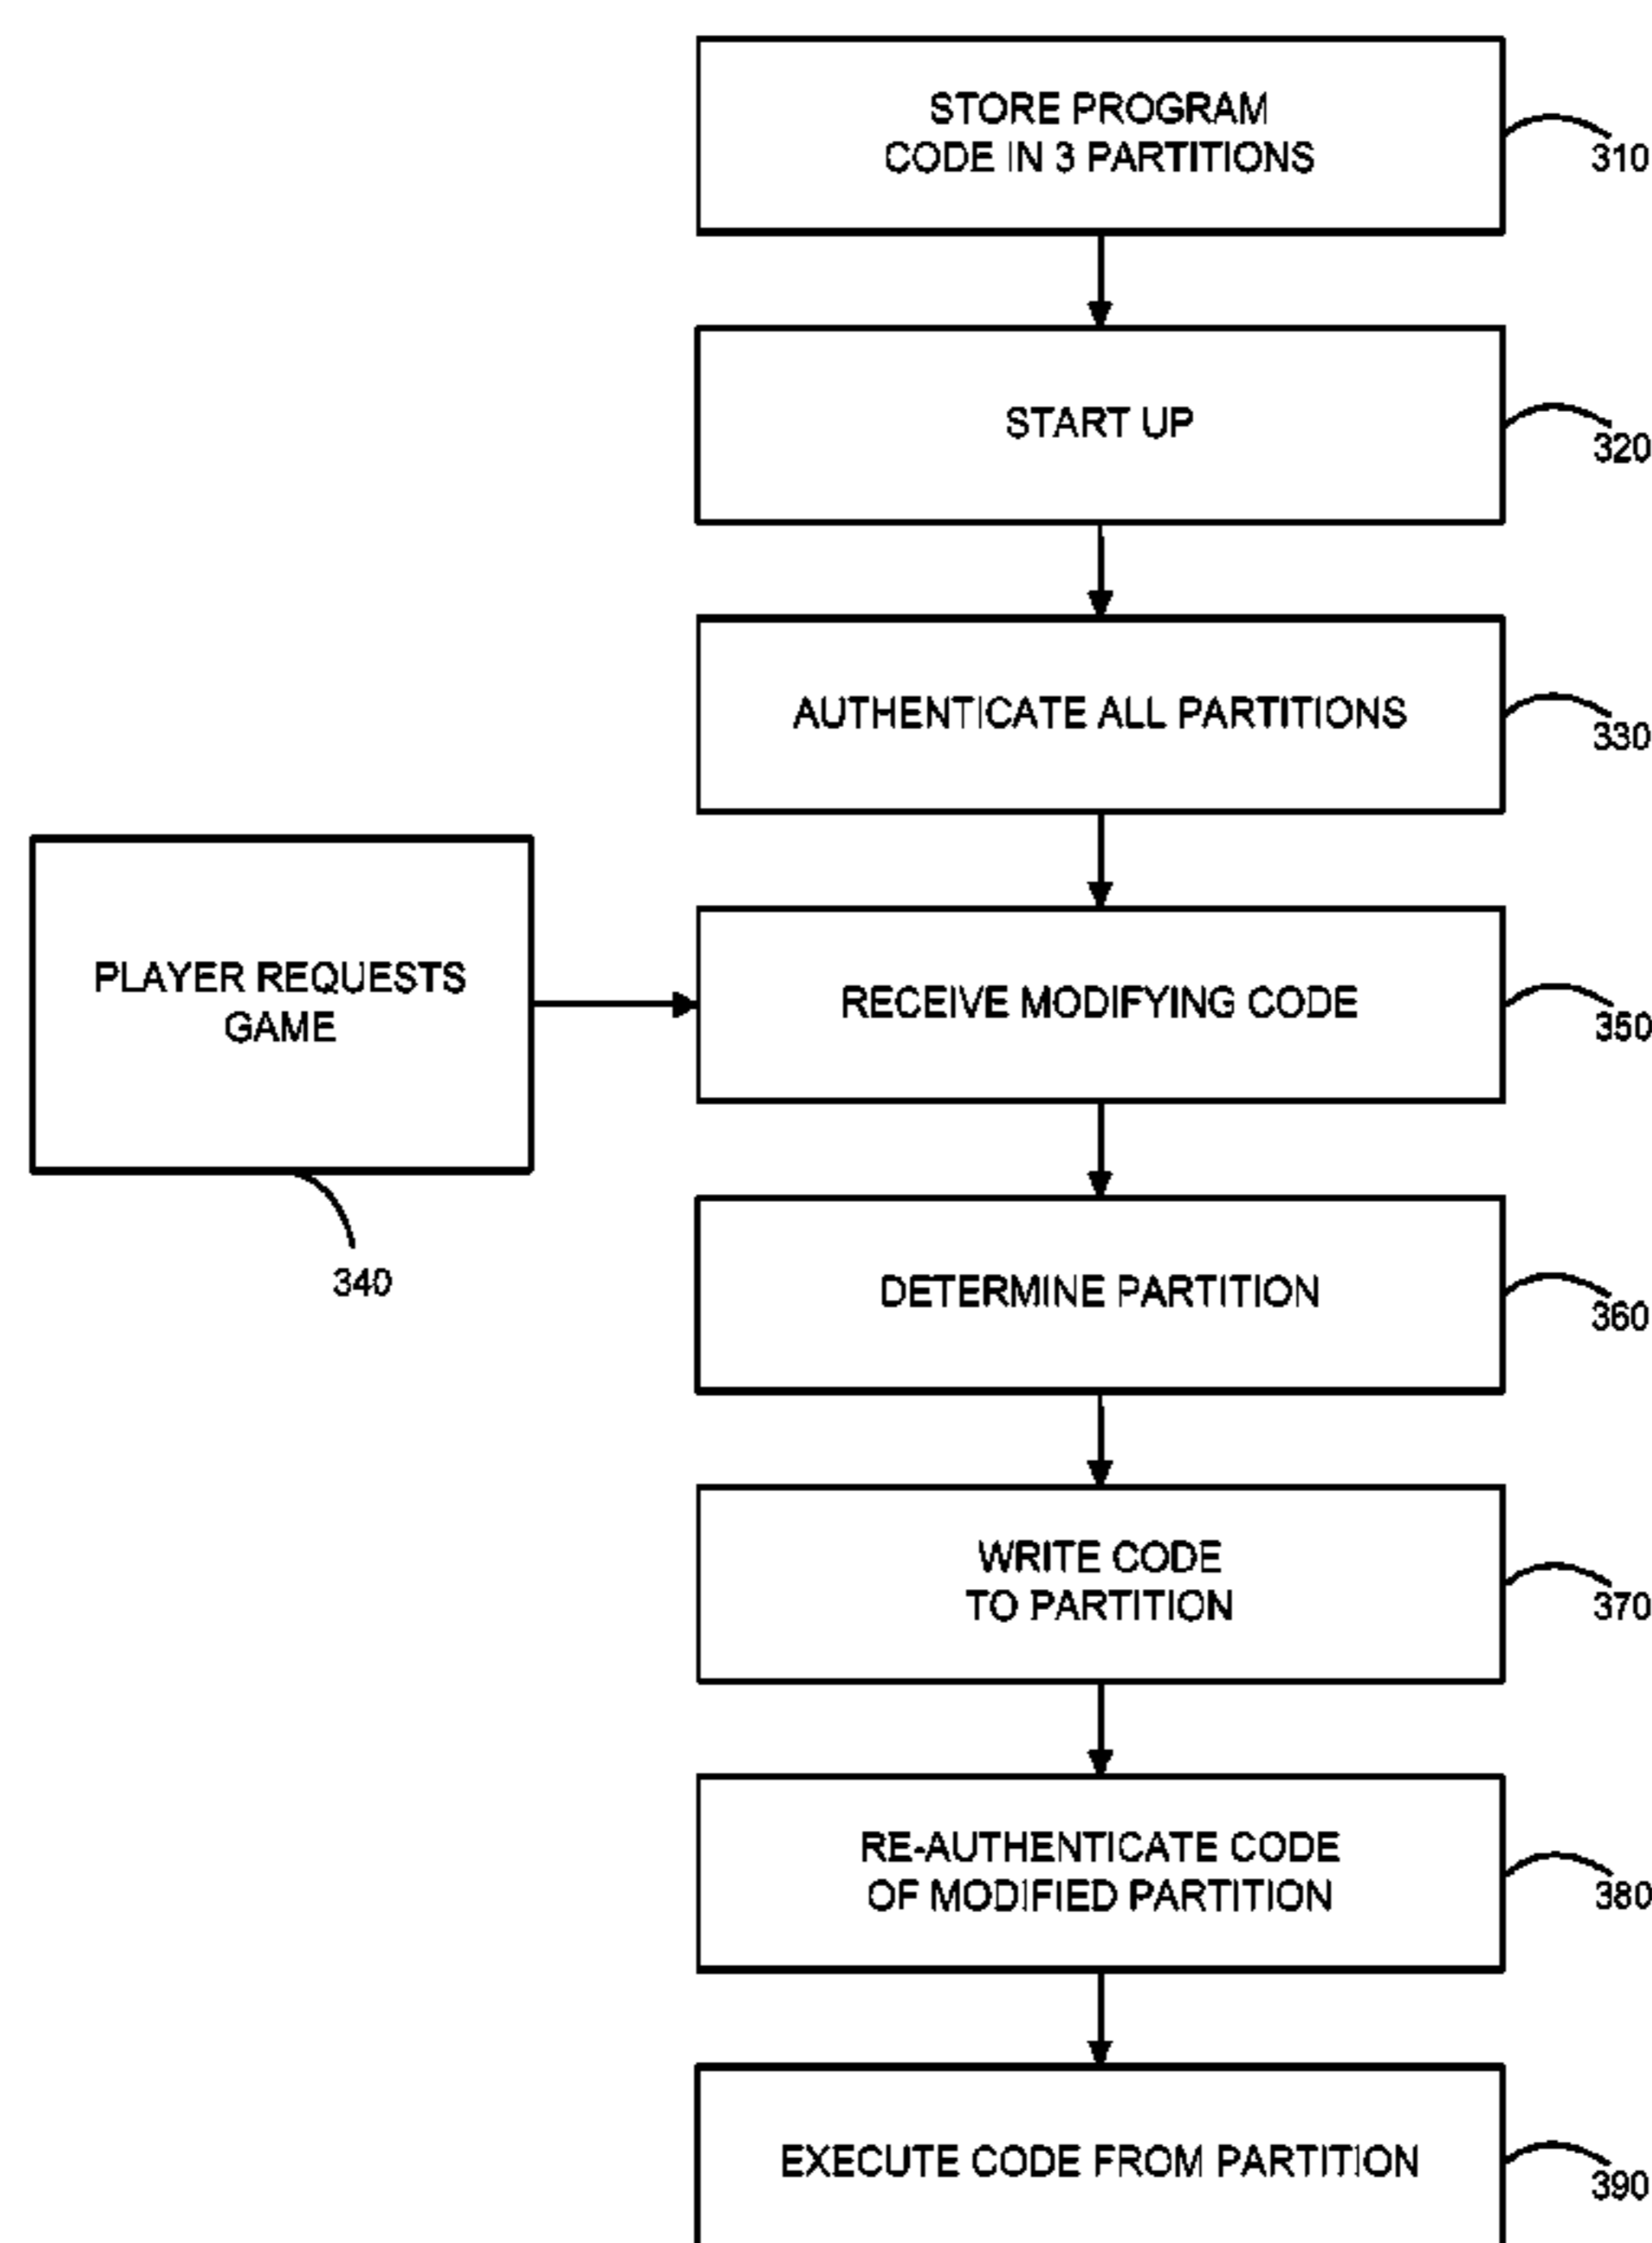 STORE PROGRAM
CODE IN 3 PARTITIONS
310
START UP
320
AUTHENTICATE ALL PARTITIONS
330
PLAYER REQUESTS
GAME
340
RECEIVE MODIFYING CODE
350
DETERMINE PARTITION
360
WRITE CODE
TO PARTITION
370
RE-AUTHENTICATE CODE
OF MODIFIED PARTITION
380
EXECUTE CODE FROM PARTITION
390